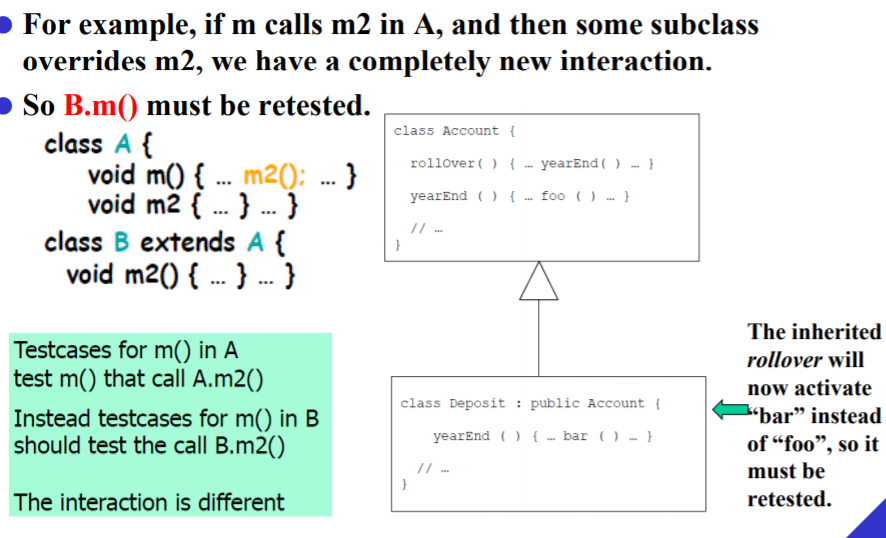 For example, if m calls m2 in A, and then some subclass
overrides m2, we have a completely new interaction.
So B.m() must be retested.
class A {
void m() { … m2(); … }
void m2 { … } … }
class B extends A {
void m2() { … } … }
class Account {
rollOver( ) { … yearEnd( ) … }
yearEnd ( ) { … foo ( ) … }
// …
}
Testcases for m() in A
test m() that call A.m2()
Instead testcases for m() in B
should test the call B.m2()
The interaction is different
class Deposit : public Account {
yearEnd ( ) { … bar ( ) … }
// …
}
The inherited
rollover will
now activate
“bar” instead
of “foo”, so it
must be
retested.